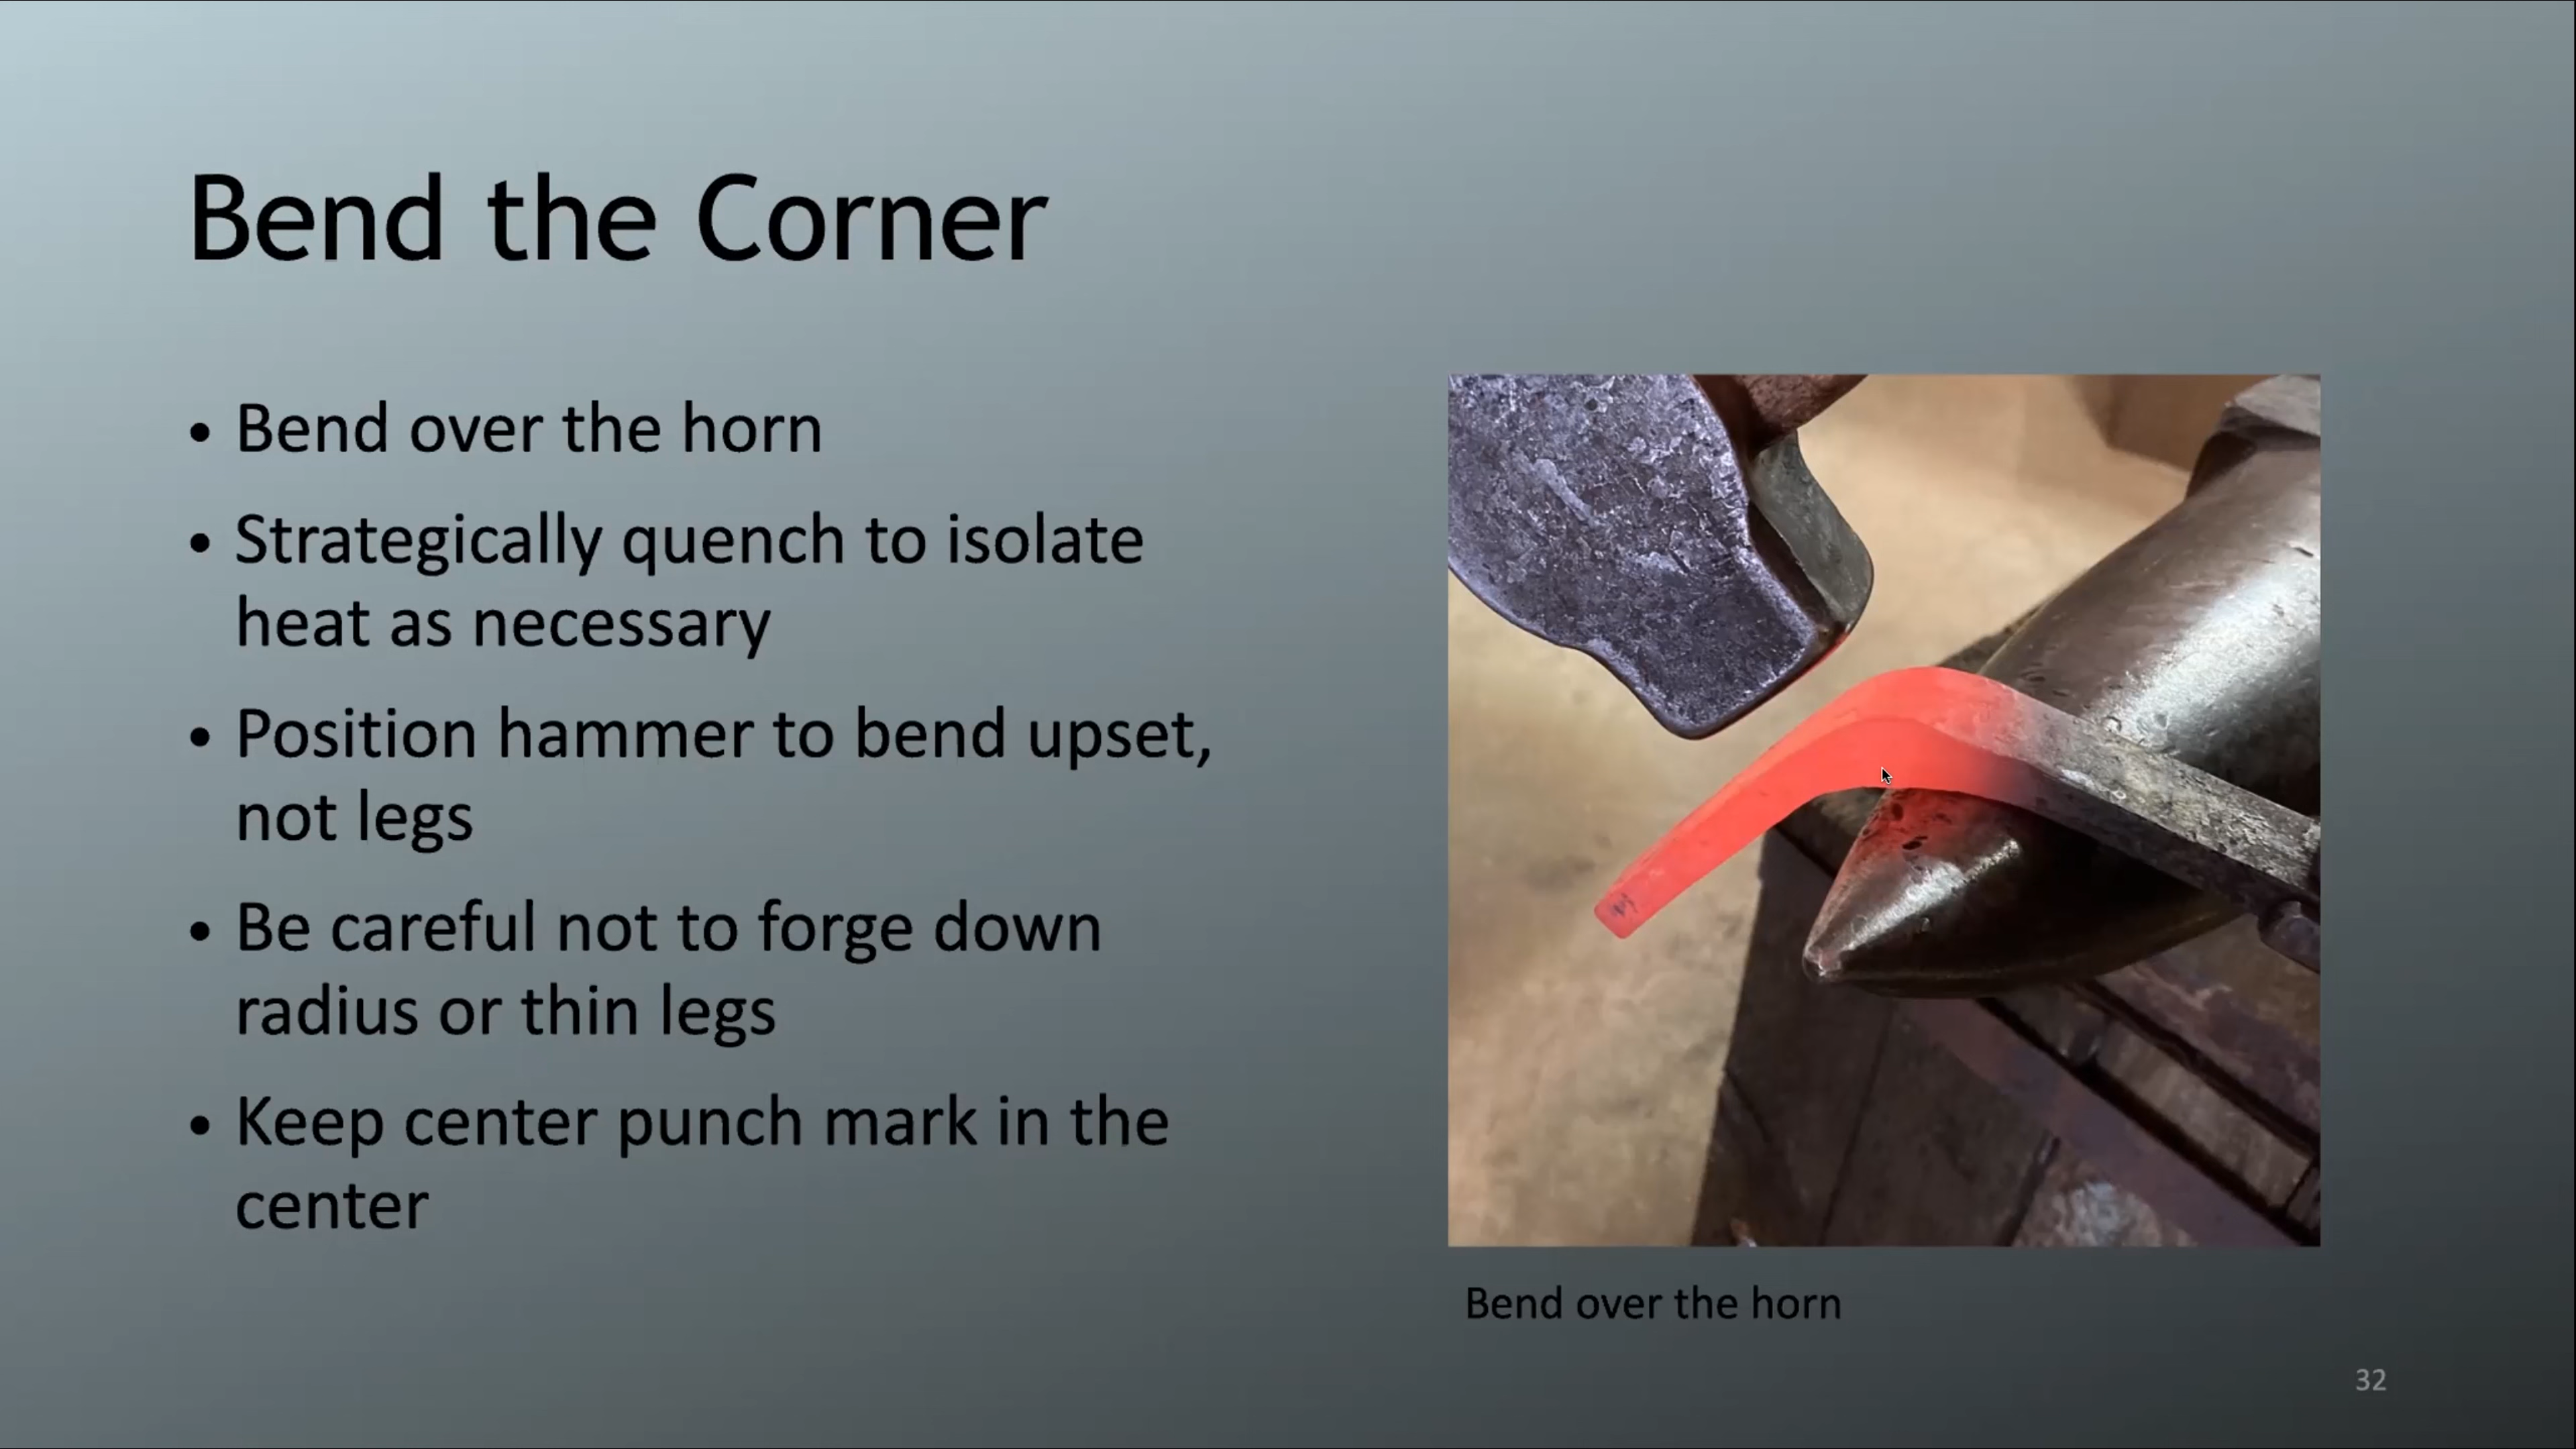 Bend the Corner
• Bend over the horn
• Strategically quench to isolate
heat as necessary
• Position hammer to bend upset,
not legs
• Be careful not to forge down
radius or thin legs
• Keep center punch mark in the
center
Bend over the horn
32